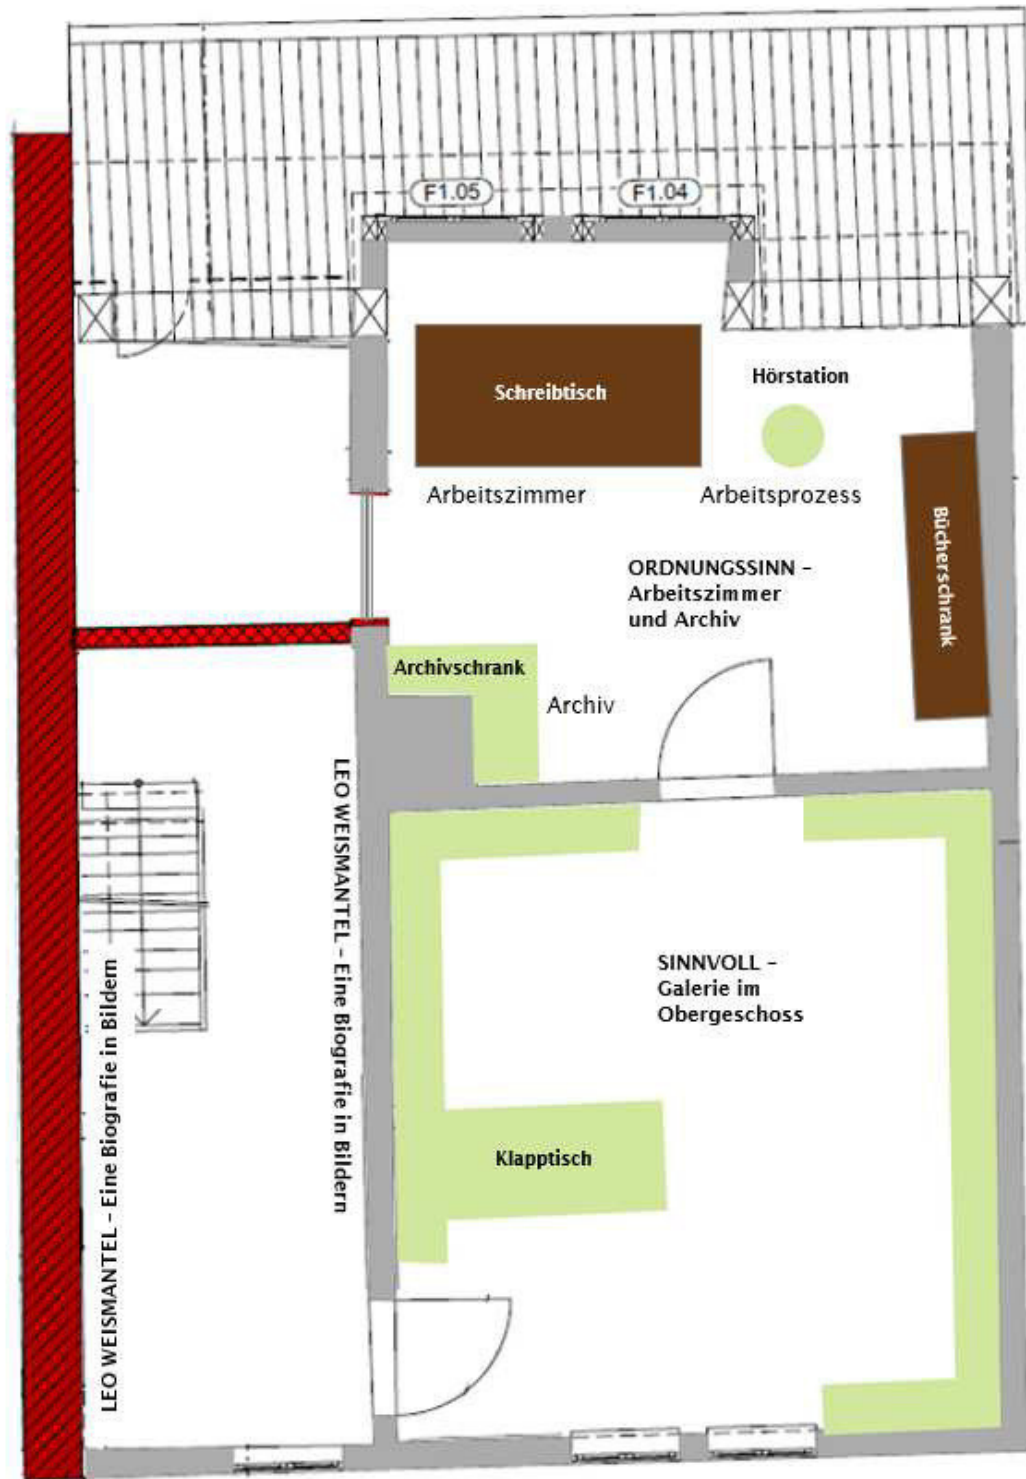 F1.05
F1.04
Schreibtisch
Hörstation
Arbeitszimmer
Arbeitsprozess
Bücherschrank
ORDNUNGSSINN –
Arbeitszimmer
und Archiv
Archivschrank
Archiv
LEO WEISMANTEL – Eine Biografie in Bildern
LEO WEISMANTEL – Eine Biografie in Bildern
SINNVOLL –
Galerie im
Obergeschoss
Klapptisch